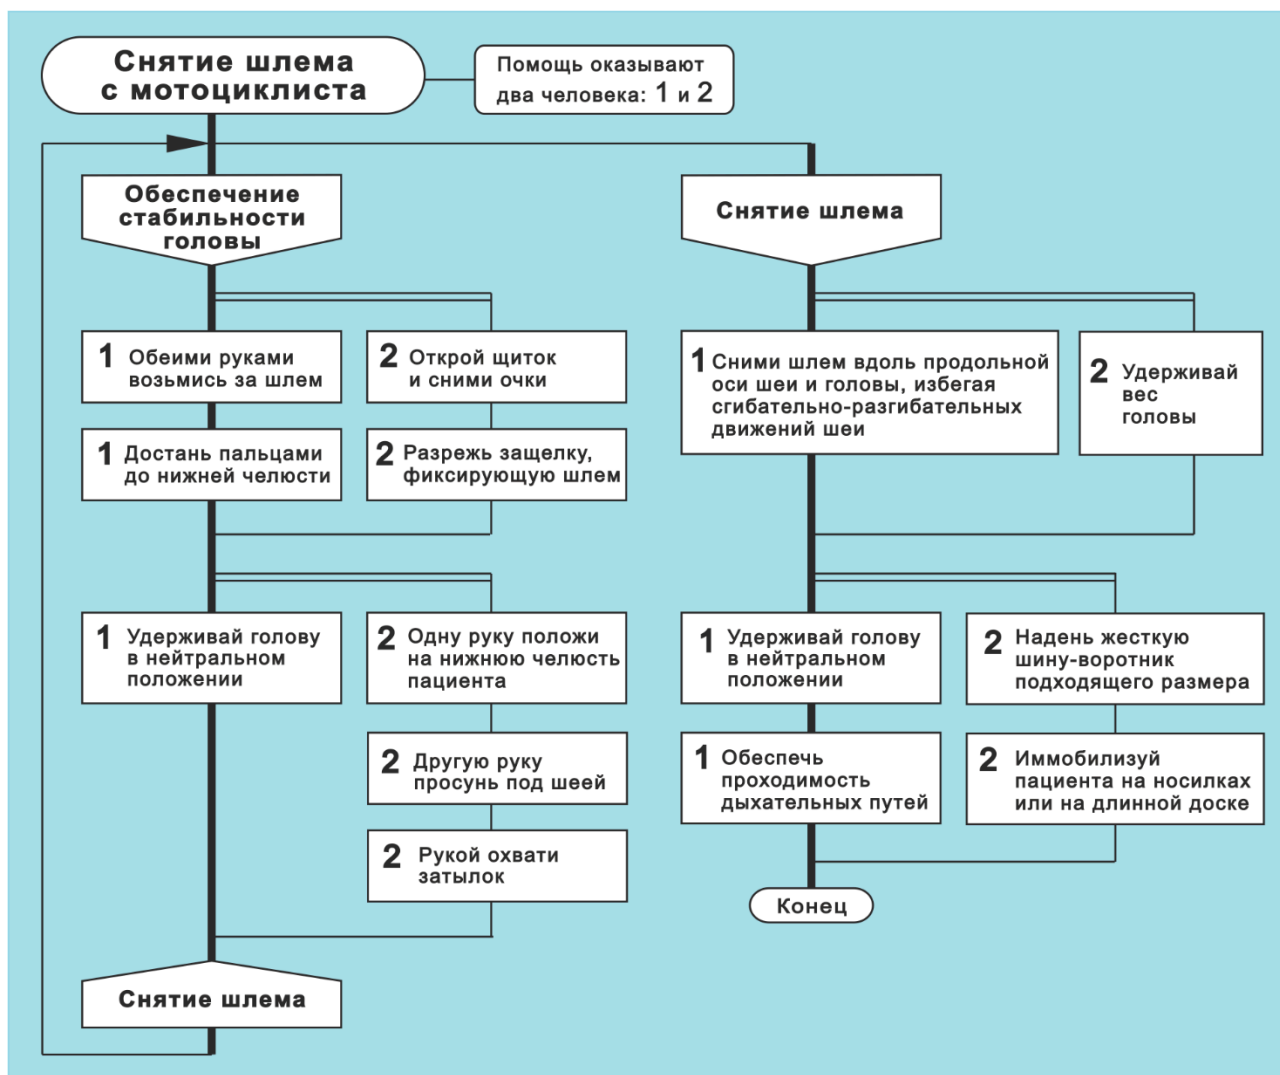 Снятие шлема
с мотоциклиста
Помощь оказывают
два человека: 1 и 2
Обеспечение
стабильности
головы
1 Обеими руками
возьмись за шлем
2 Открой щиток
и сними очки
1 Достань пальцами
до нижней челюсти
2 Разрежь защелку,
фиксирующую шлем
1 Удерживай голову
в нейтральном
положении
2 Одну руку положи
на нижнюю челюсть
пациента
2 Другую руку
просунь под шеей
2 Рукой охвати
затылок
Снятие шлема
Снятие шлема
1 Сними шлем вдоль продольной
оси шеи и головы, избегая
сгибательно-разгибательных
движений шеи
2 Удерживай
вес
головы
1 Удерживай голову
в нейтральном
положении
2 Надень жесткую
шину-воротник
подходящего размера
1 Обеспечь
проходимость
дыхательных путей
2 Иммобилизуй
пациента на носилках
или на длинной доске
Конец